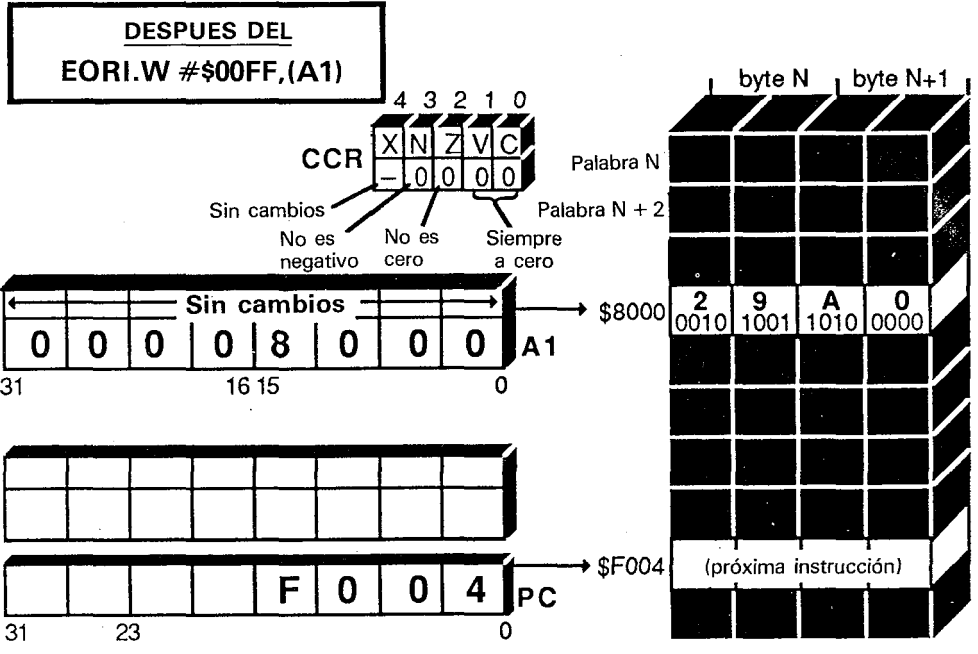 DESPUES DEL
EORI.W #$00FF,(A1)
byte N byte N+1
4 3 2 1 0
X N Z V C
CCR
– 0 0 0 0
Palabra N
Palabra N + 2
Sin cambios
No es negativo
No es cero
Siempre a cero
Sin cambios
0 0 0 0 8 0 0 0 A1
31 16 15 0
$8000
2 9 A 0
0010 1001 1010 0000
F 0 0 4 PC
31 23 0
$F004
(próxima instrucción)